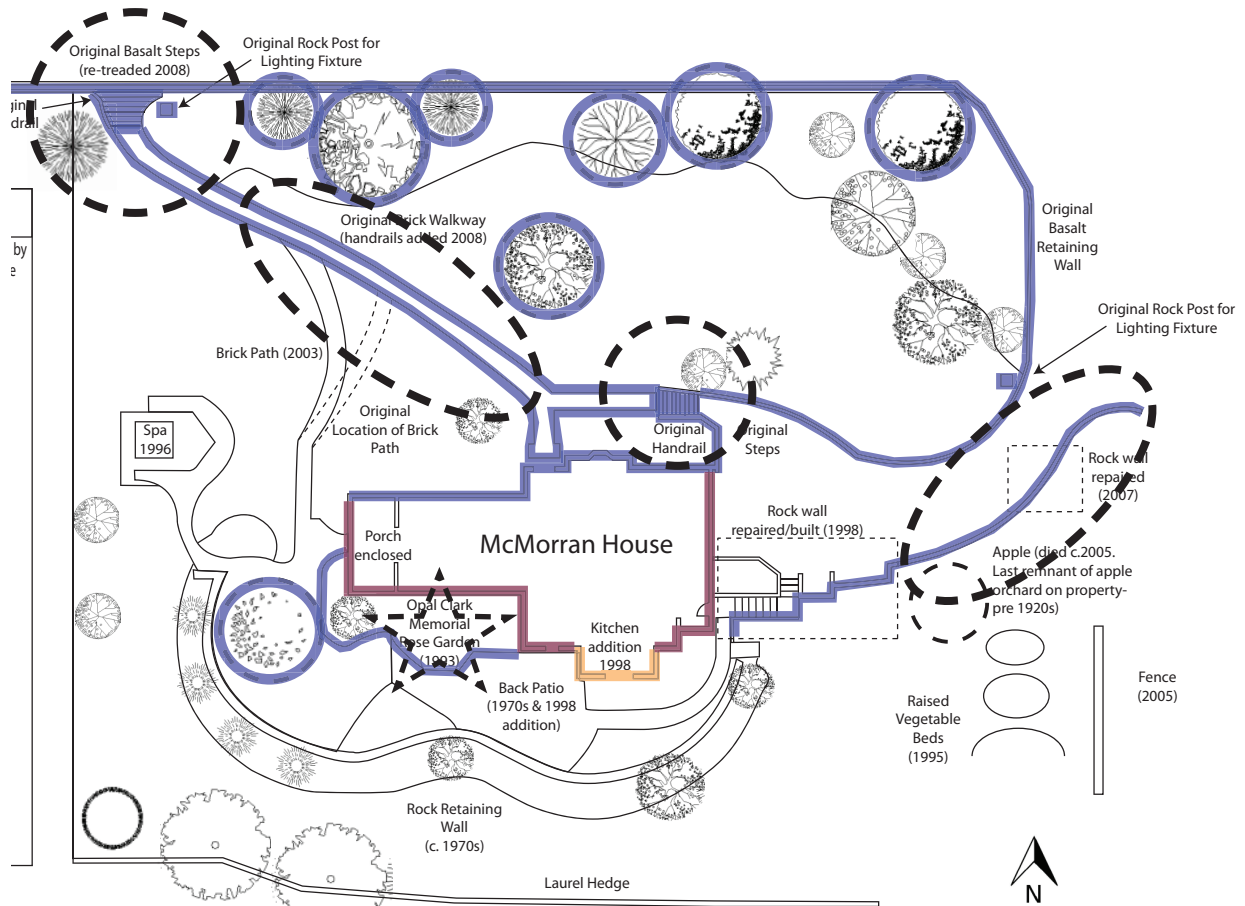 Original Basalt Steps
(re-treaded 2008)
Original Rock Post for
Lighting Fixture
by
Original Brick Walkway
(handrails added 2008)
Original
Basalt
Retaining
Wall
Original Rock Post for
Lighting Fixture
Brick Path (2003)
Original
Location of Brick
Path
Spa
1996
Original
Handrail
Original
Steps
Rock wall
repaired
(2007)
Rock wall
repaired/built (1998)
Porch
enclosed
McMorran House
Apple (died c.2005.
Last remnant of apple
orchard on property-
pre 1920s)
Opal Clark
Memorial
Rose Garden
(1993)
Kitchen
addition
1998
Back Patio
(1970s & 1998
addition)
Raised
Vegetable
Beds
(1995)
Fence
(2005)
Rock Retaining
Wall
(c. 1970s)
Laurel Hedge
N